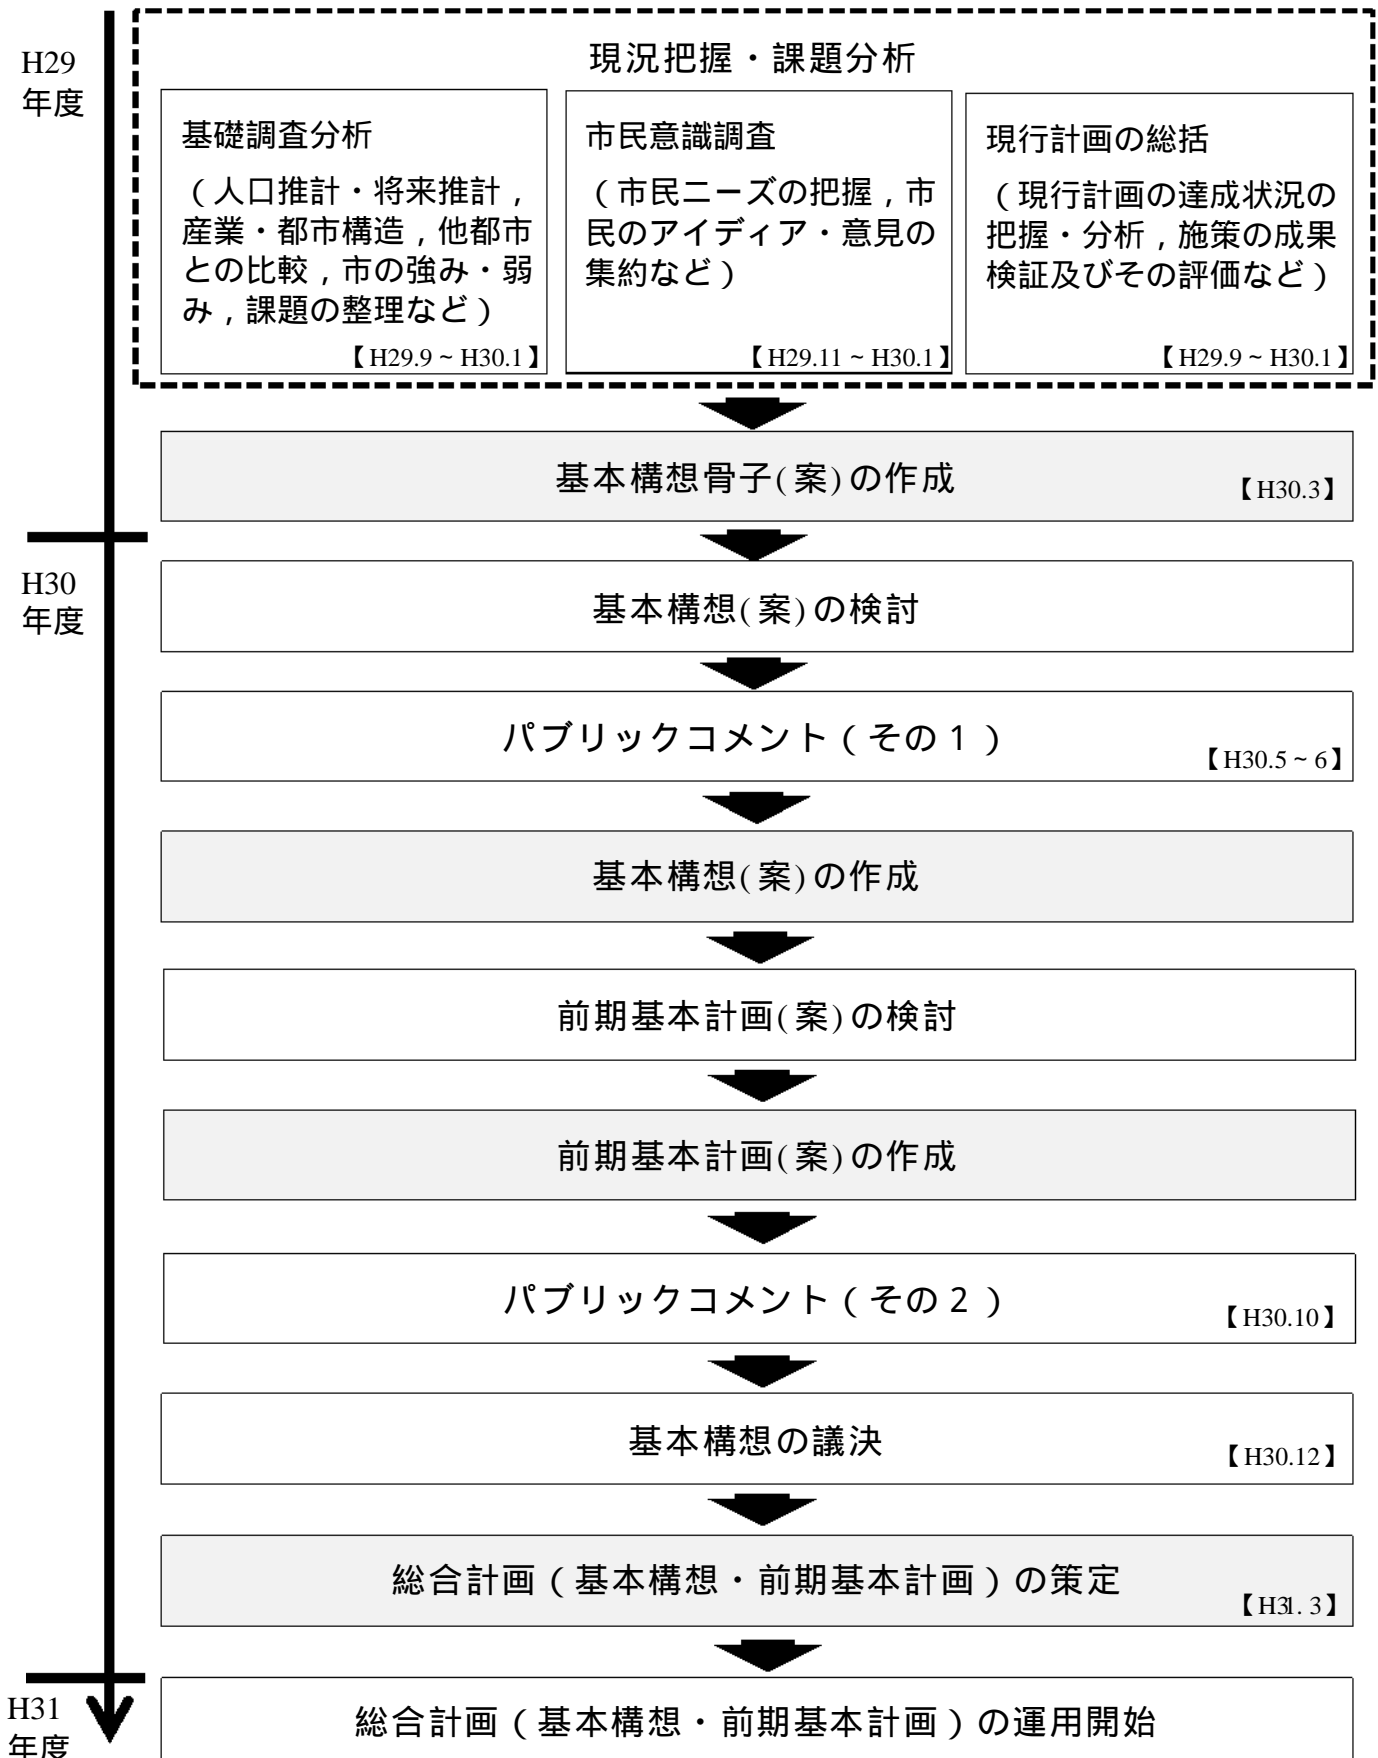 H29
年度
現況把握・課題分析
基礎調査分析
（人口推計・将来推計，
産業・都市構造，他都市
との比較，市の強み・弱
み，課題の整理など）
【H29.9～H30.1】
市民意識調査
（市民ニーズの把握，市
民のアイディア・意見の
集約など）
【H29.11～H30.1】
現行計画の総括
（現行計画の達成状況の
把握・分析，施策の成果
検証及びその評価など）
【H29.9～H30.1】
基本構想骨子(案)の作成
【H30.3】
H30
年度
基本構想(案)の検討
パブリックコメント（その１）
【H30.5～6】
基本構想(案)の作成
前期基本計画(案)の検討
前期基本計画(案)の作成
パブリックコメント（その２）
【H30.10】
基本構想の議決
【H30.12】
総合計画（基本構想・前期基本計画）の策定
【H31.3】
H31
年度
総合計画（基本構想・前期基本計画）の運用開始